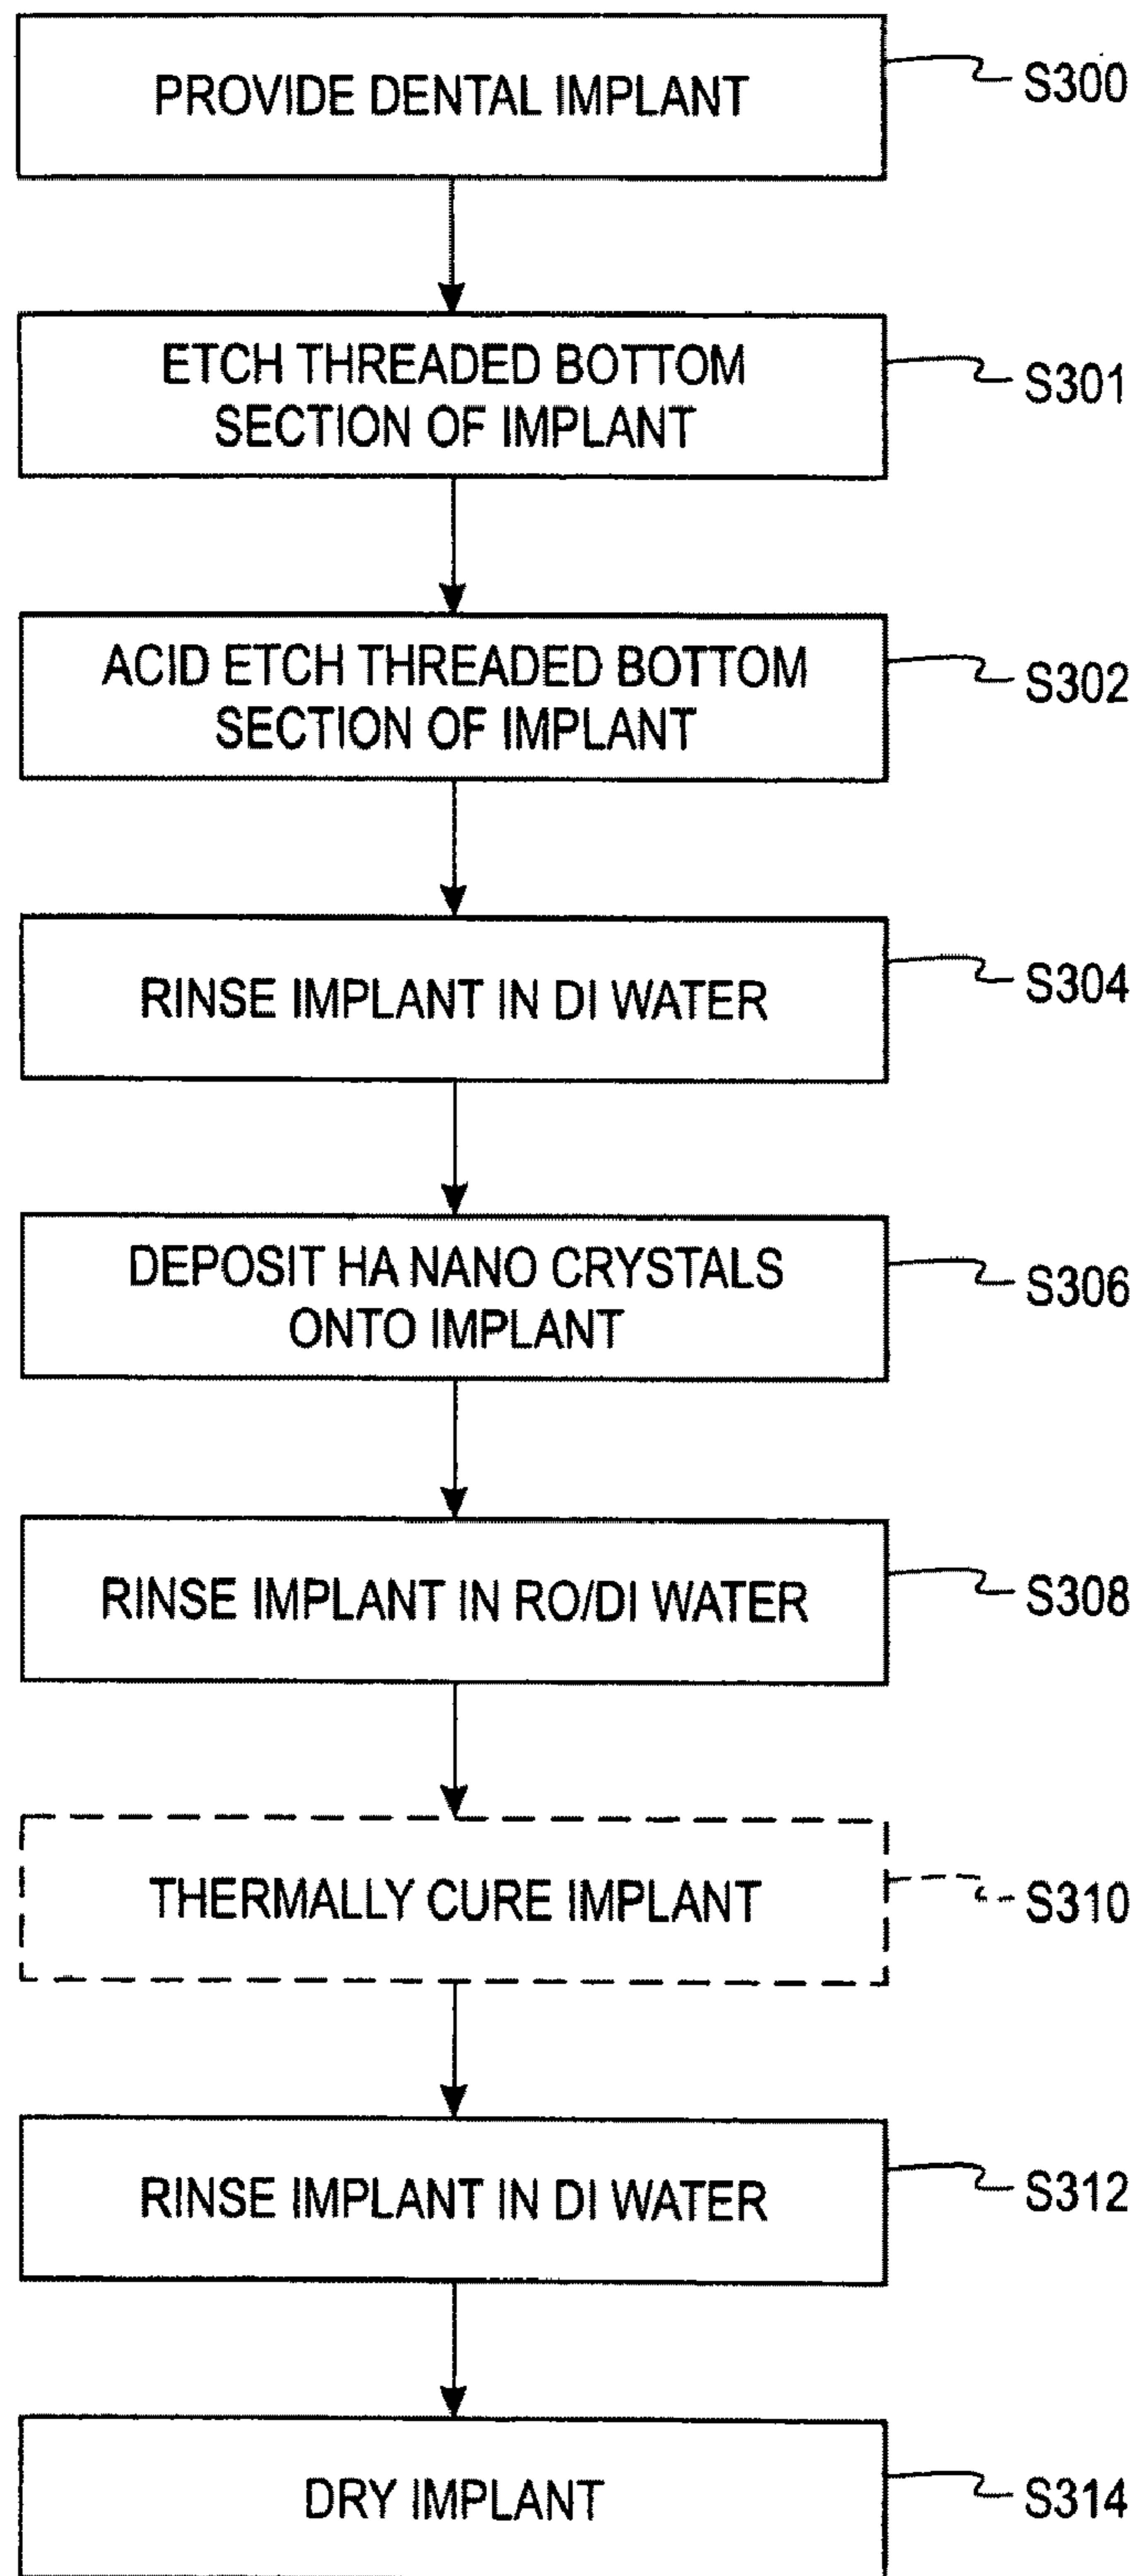 PROVIDE DENTAL IMPLANT
S300
ETCH THREADED BOTTOM
SECTION OF IMPLANT
S301
ACID ETCH THREADED BOTTOM
SECTION OF IMPLANT
S302
RINSE IMPLANT IN DI WATER
S304
DEPOSIT HA NANO CRYSTALS
ONTO IMPLANT
S306
RINSE IMPLANT IN RO/DI WATER
S308
THERMALLY CURE IMPLANT
S310
RINSE IMPLANT IN DI WATER
S312
DRY IMPLANT
S314